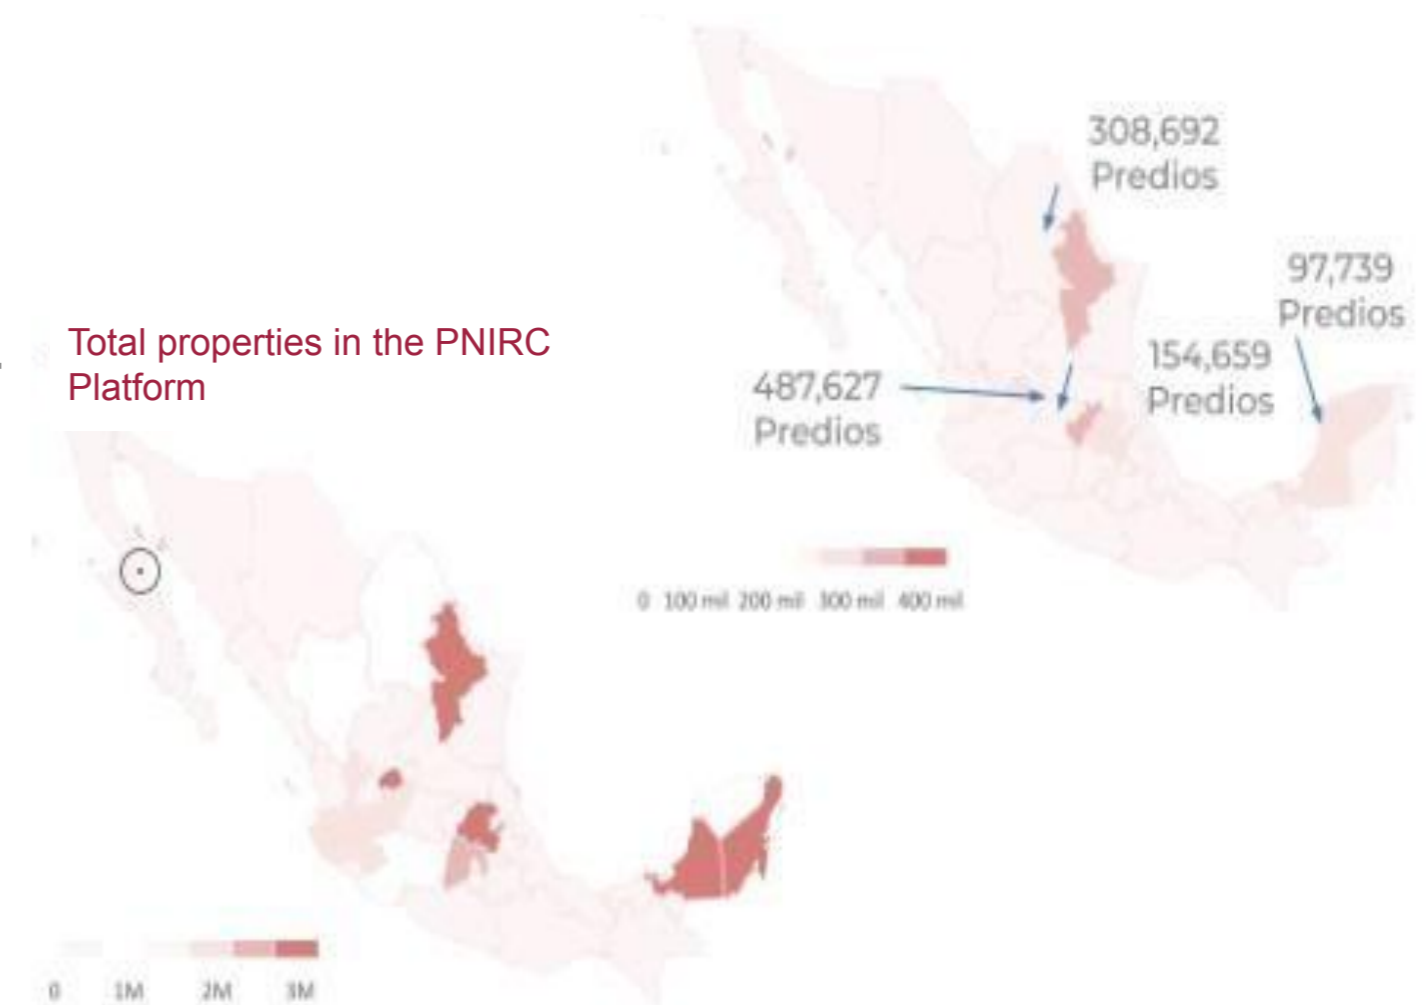 308,692
Predios
97,739
Predios
Total properties in the PNIRC
Platform
154,659
Predios
487,627
Predios
0 100 mil 200 mil 300 mil 400 mil
0 1M 2M 3M